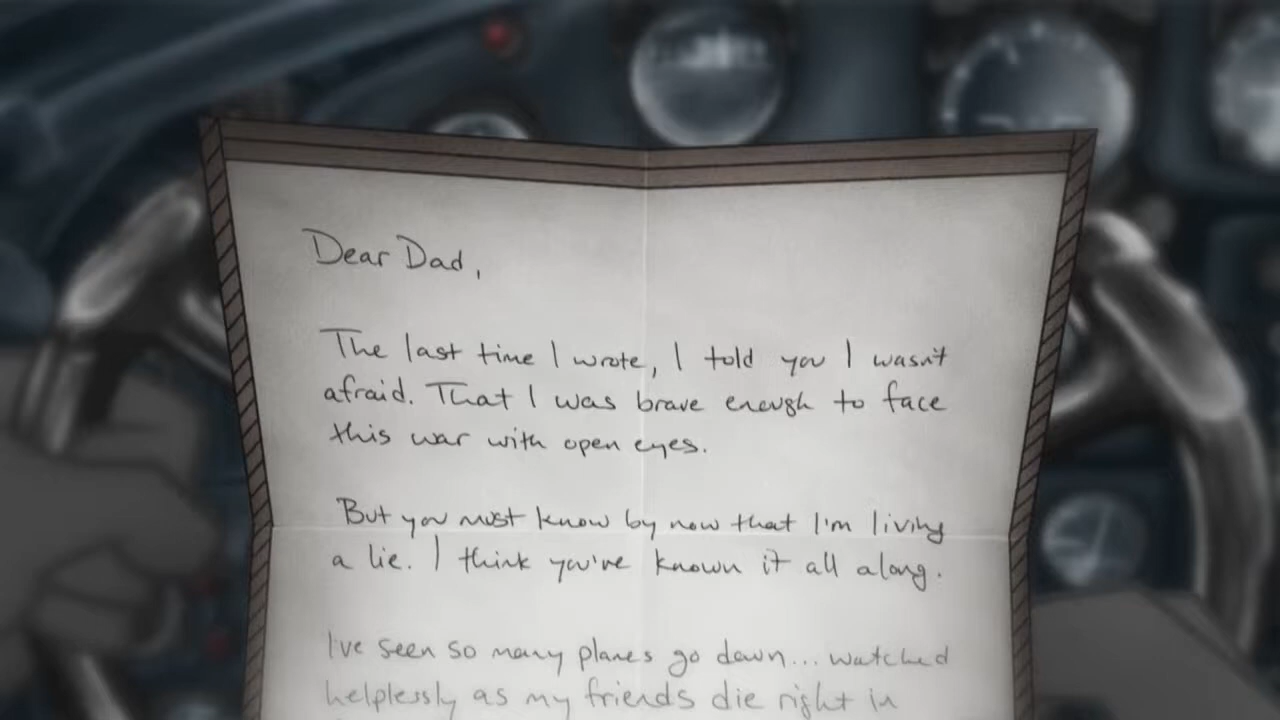 Dear Dad,
The last time I wrote, I told you I wasn't
afraid. That I was brave enough to face
this war with open eyes.
But you must know by now that I'm living
a lie. I think you've known it all along.
I've seen so many planes go down... watched
helplessly as my friends die right in